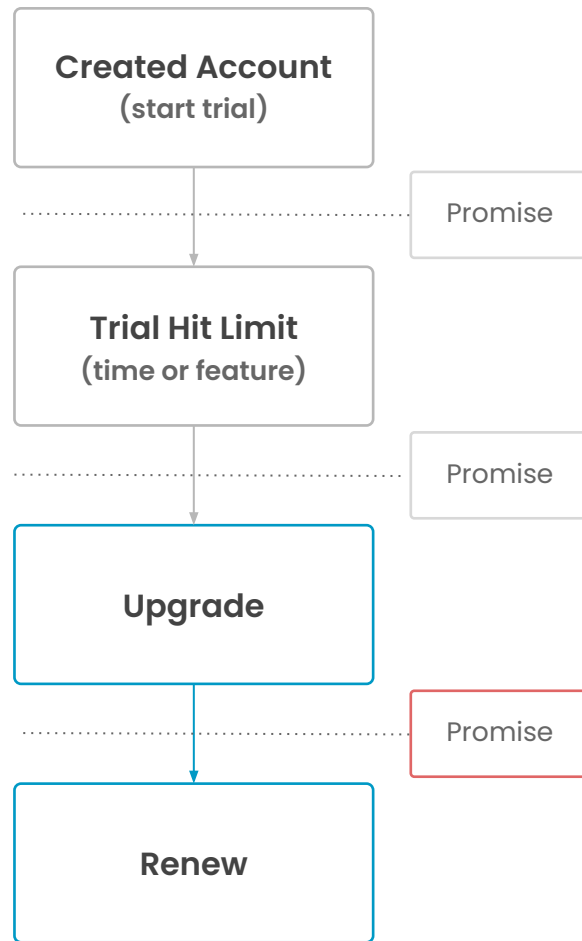 Created Account
(start trial)
Promise
Trial Hit Limit
(time or feature)
Promise
Upgrade
Promise
Renew